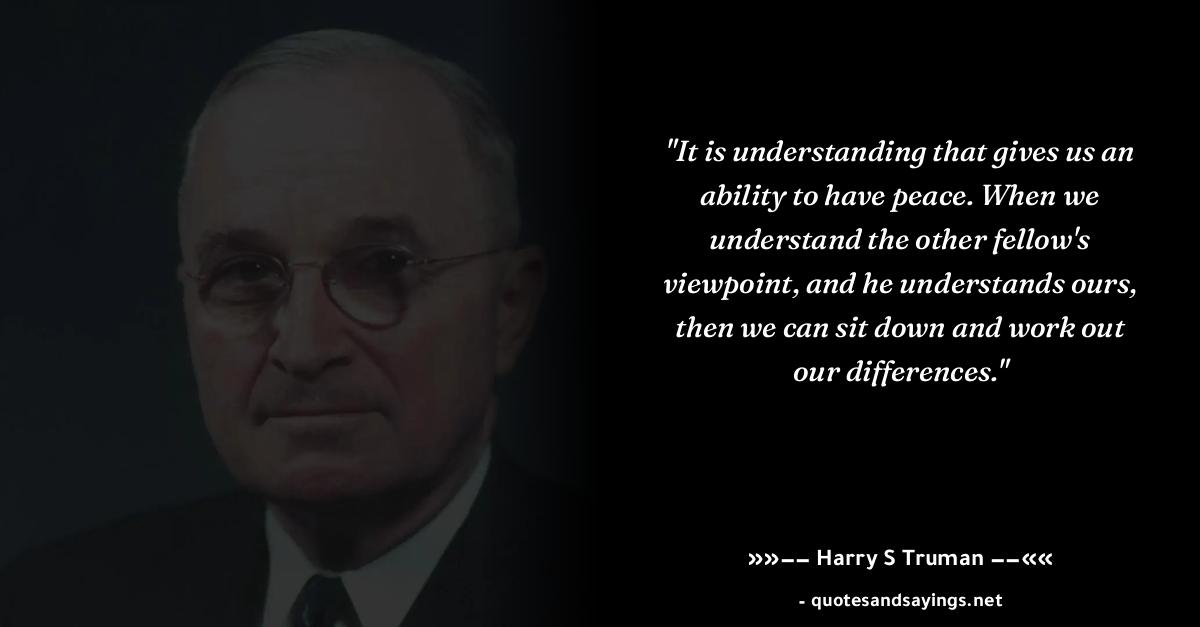 "It is understanding that gives us an
ability to have peace. When we
understand the other fellow's
viewpoint, and he understands ours,
then we can sit down and work out
our differences."
»»−− Harry S Truman −−««
- quotesandsayings.net